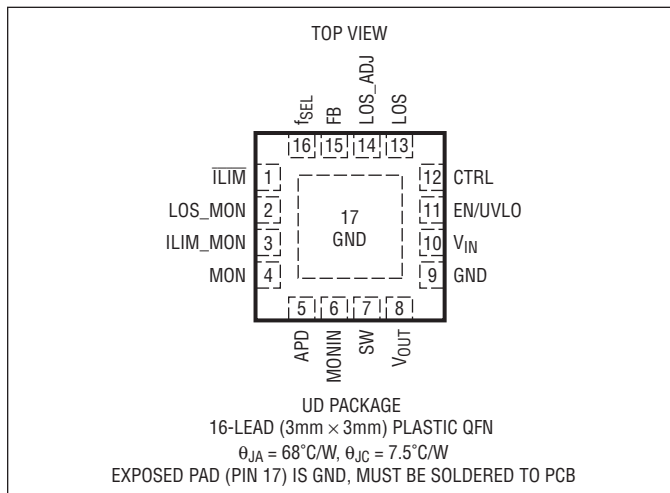 TOP VIEW
fSEL
FB
LOS_ADJ
LOS
16 15 14 13
ILIM 1
LOS_MON 2
ILIM_MON 3
MON 4
17
GND
12 CTRL
11 EN/UVLO
10 VIN
9 GND
5 6 7 8
APD
MONIN
SW
VOUT
UD PACKAGE
16-LEAD (3mm × 3mm) PLASTIC QFN
θJA = 68°C/W, θJC = 7.5°C/W
EXPOSED PAD (PIN 17) IS GND, MUST BE SOLDERED TO PCB